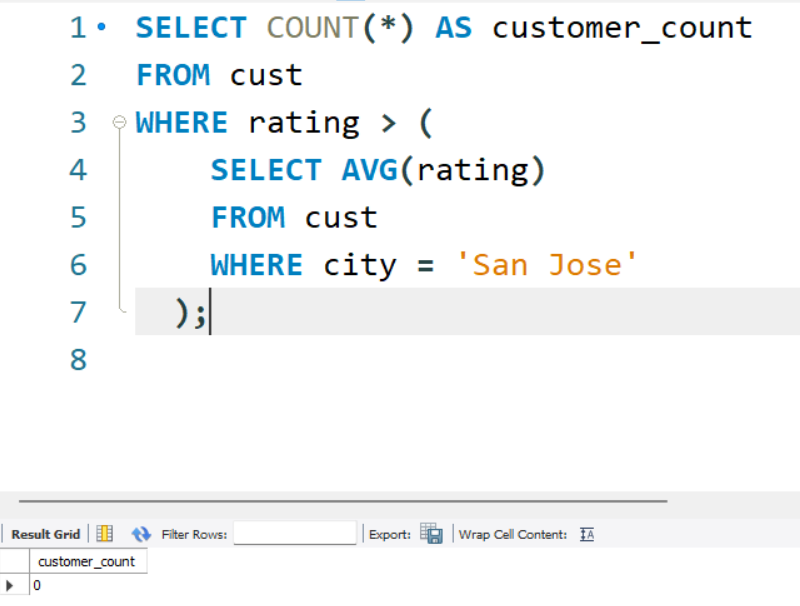 1 SELECT COUNT(*) AS customer_count
2 FROM cust
3 WHERE rating > (
4 SELECT AVG(rating)
5 FROM cust
6 WHERE city = 'San Jose'
7 );
8
Result Grid Filter Rows: Export: Wrap Cell Content: IA
customer_count
0